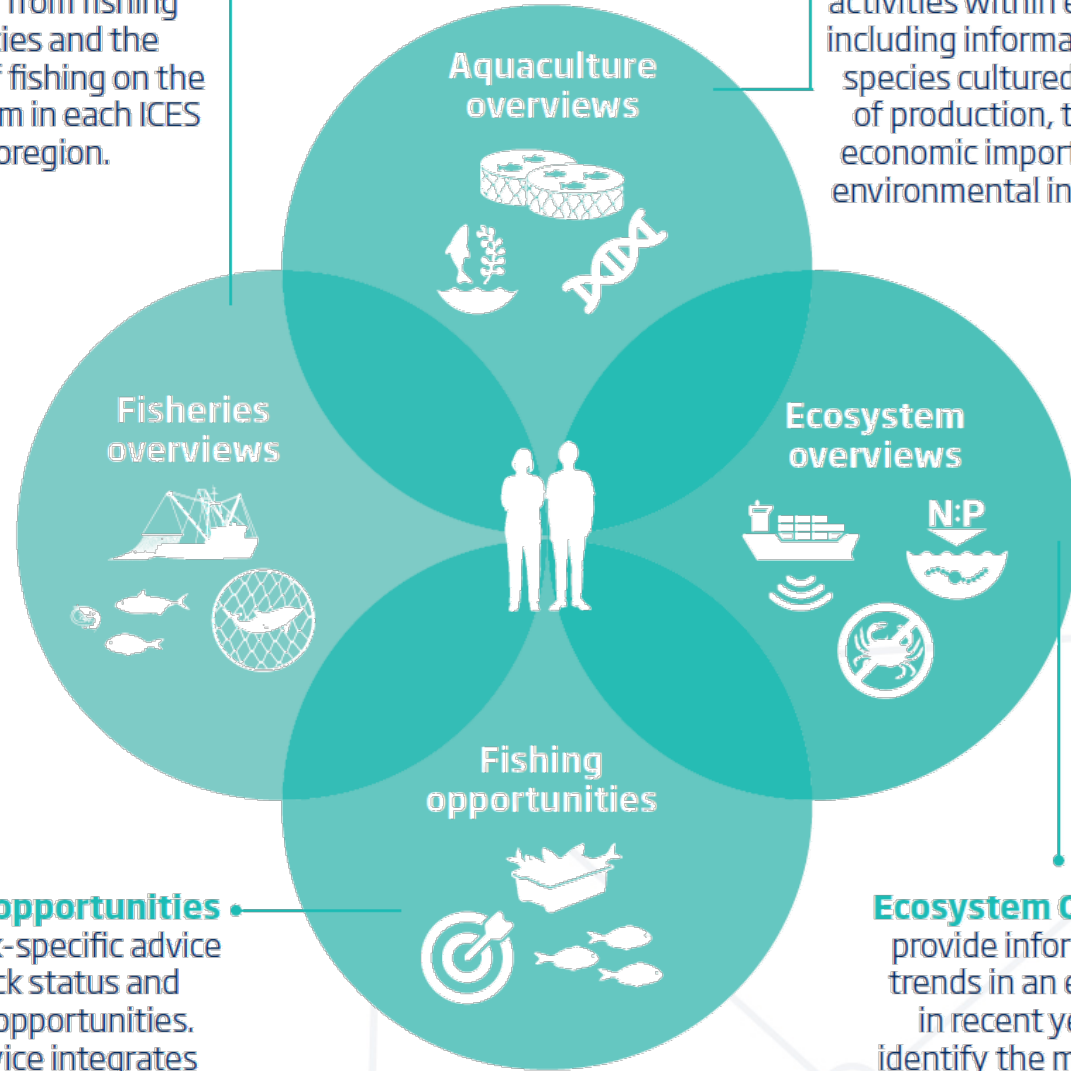 from fishing
ties and the
f fishing on the
m in each ICES
oregion.
activities within e
including informa
species cultured
of production, t
economic import
environmental in
Aquaculture
overviews
Fisheries
overviews
Ecosystem
overviews
N:P
Fishing
opportunities
opportunities
k-specific advice
ck status and
opportunities.
vice integrates
Ecosystem O
provide infor
trends in an e
in recent ye
identify the m